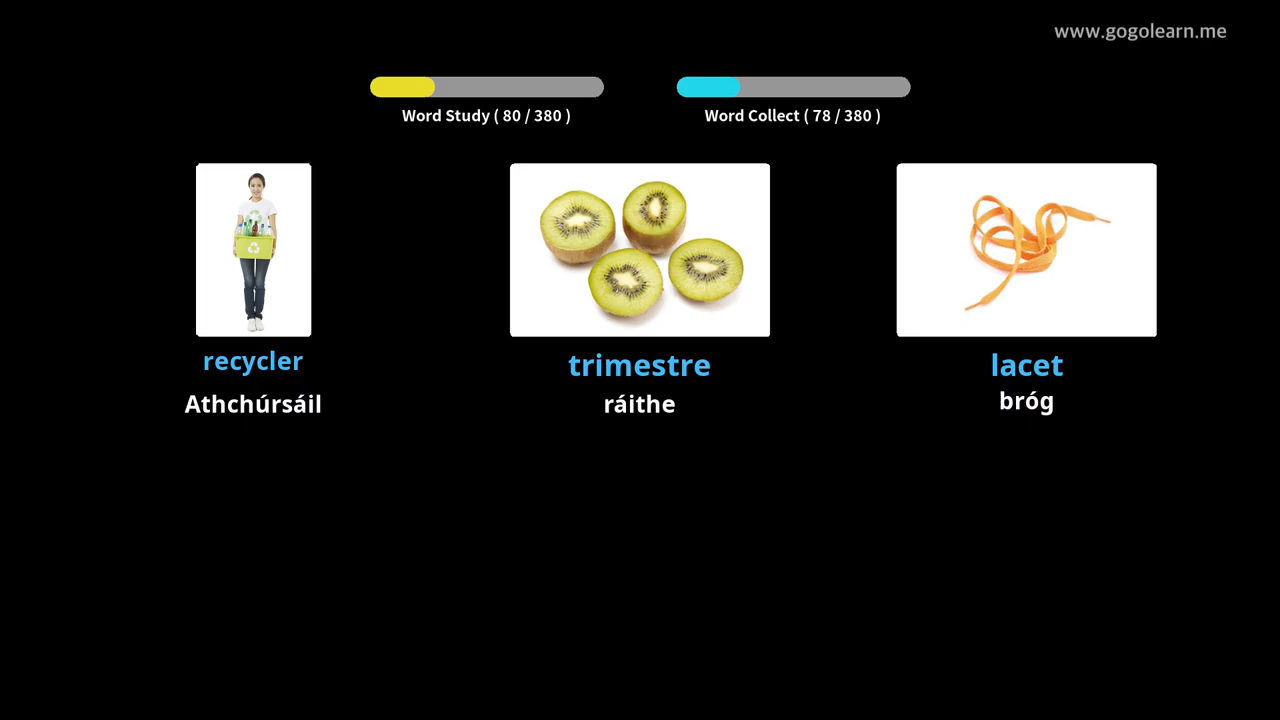 www.gogolearn.me
Word Study ( 80 / 380 )
Word Collect ( 78 / 380 )
recycler
trimestre
lacet
Athchúrsáil
ráithe
bróg